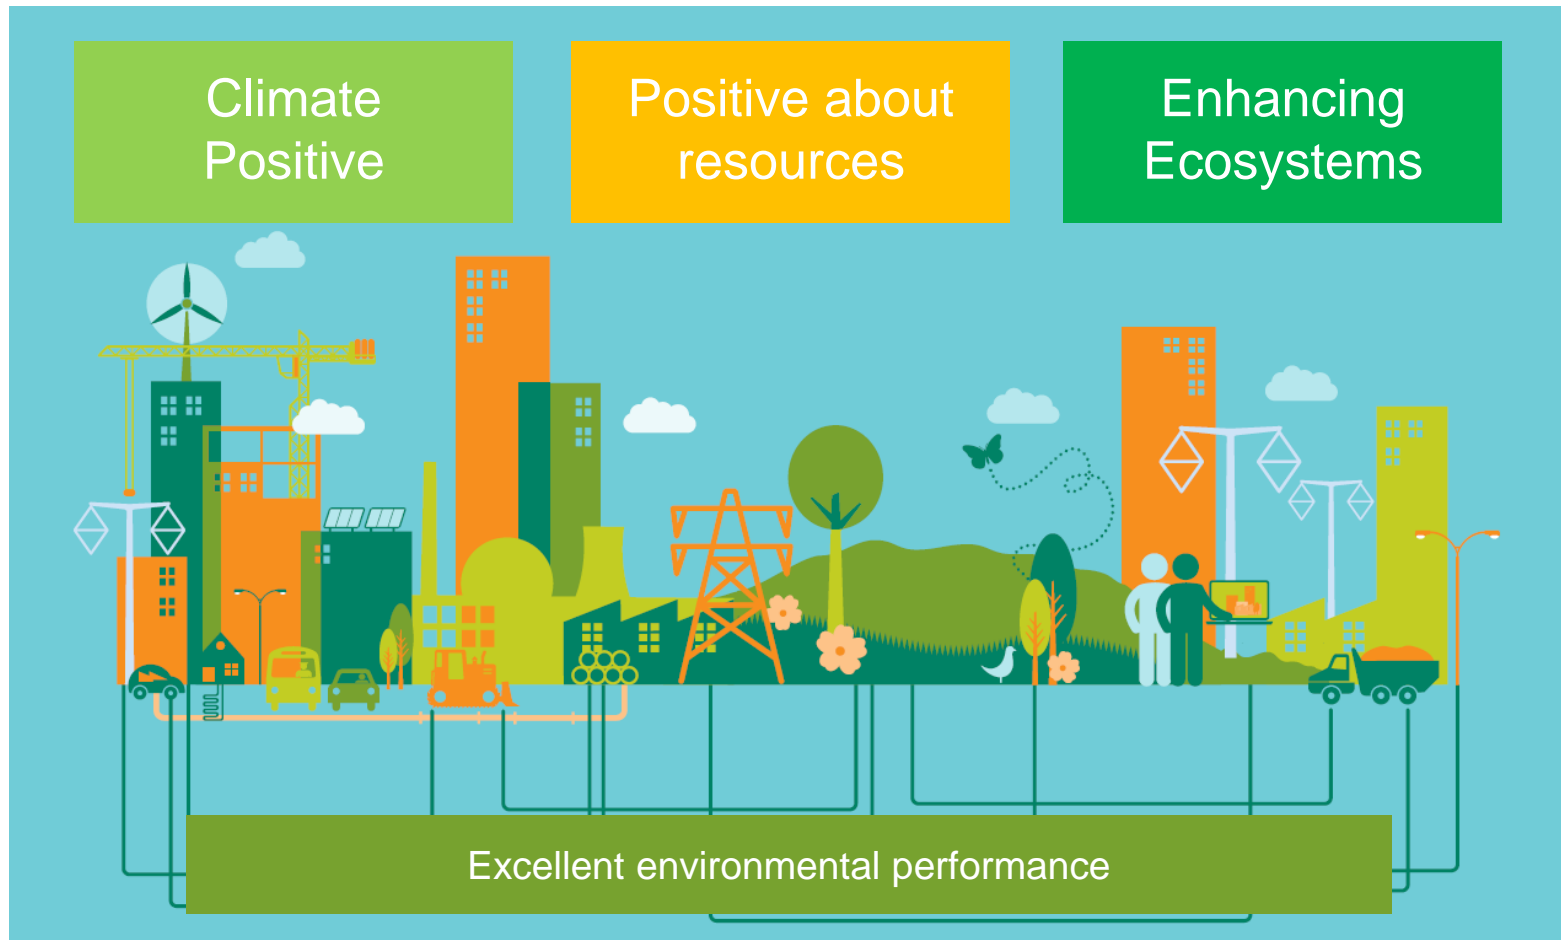 Climate
Positive
Positive about
resources
Enhancing
Ecosystems
Excellent environmental performance